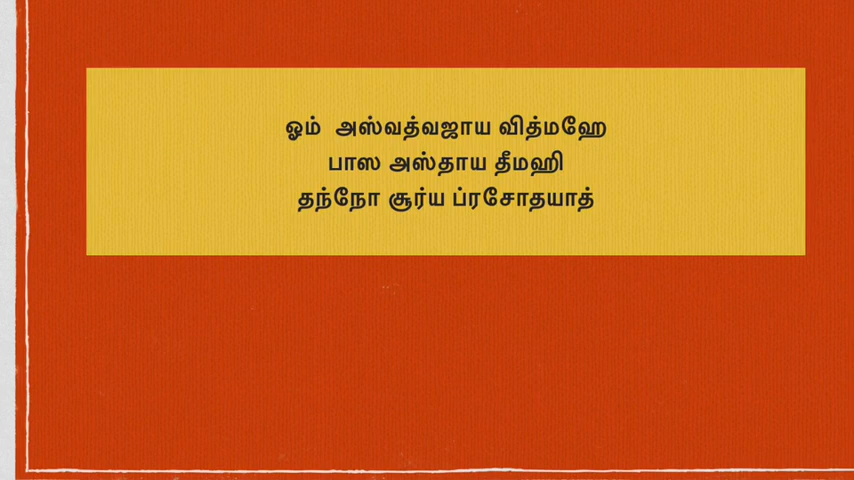 ஓம் அஸ்வத்வஜாய வித்மஹே
பாஸ அஸ்தாய தீமஹி
தந்நோ சூர்ய ப்ரசோதயாத்